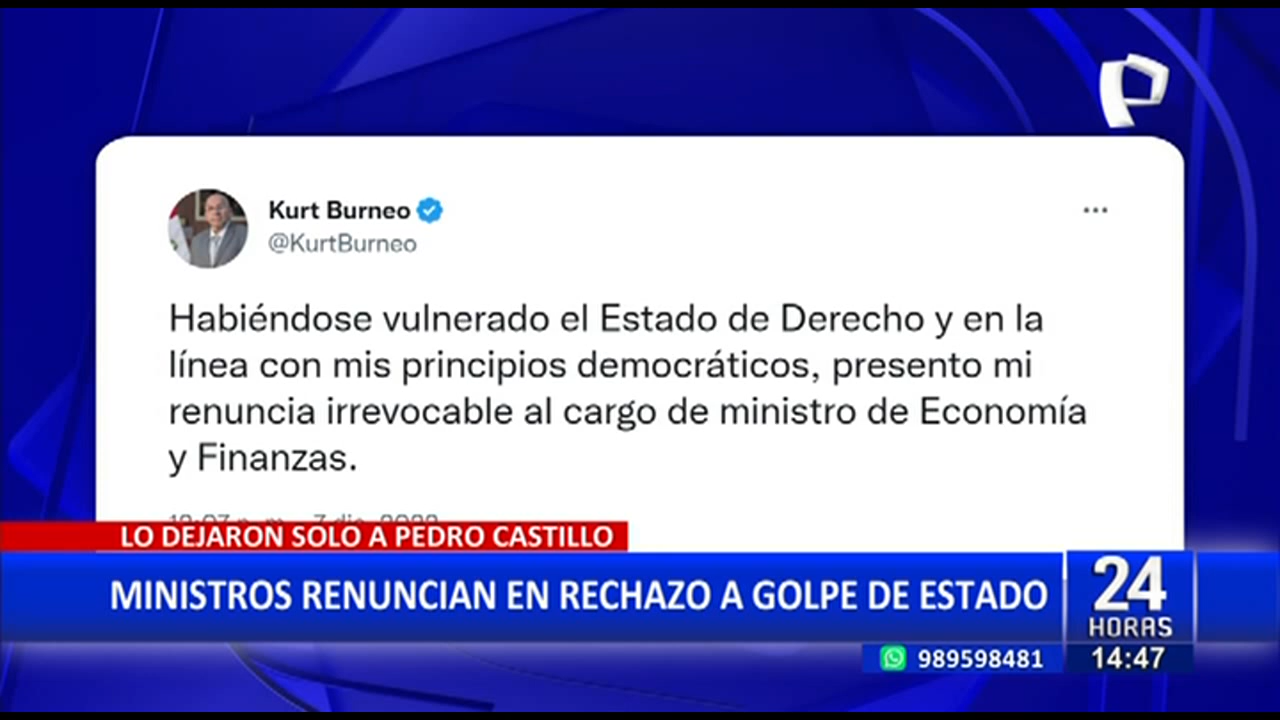 Kurt Burneo
@KurtBurneo
Habiéndose vulnerado el Estado de Derecho y en la
línea con mis principios democráticos, presento mi
renuncia irrevocable al cargo de ministro de Economía
y Finanzas.
LO DEJARON SOLO A PEDRO CASTILLO
MINISTROS RENUNCIAN EN RECHAZO A GOLPE DE ESTADO
24
HORAS
989598481
14:47